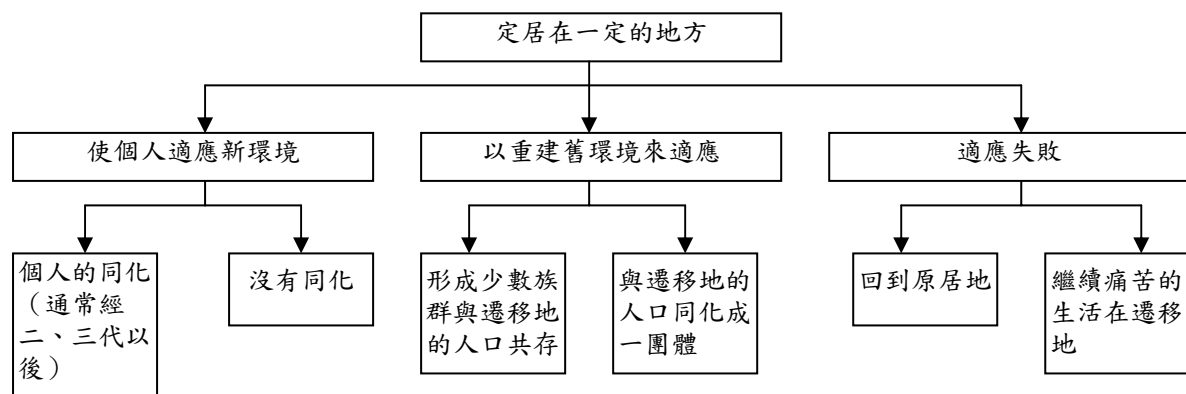 定居在一定的地方
使個人適應新環境
以重建舊環境來適應
適應失敗
個人的同化
（通常經
二、三代以
後）
沒有同化
形成少數族
群與遷移地
的人口共存
與遷移地的
人口同化成
一團體
回到原居地
繼續痛苦的
生活在遷移
地